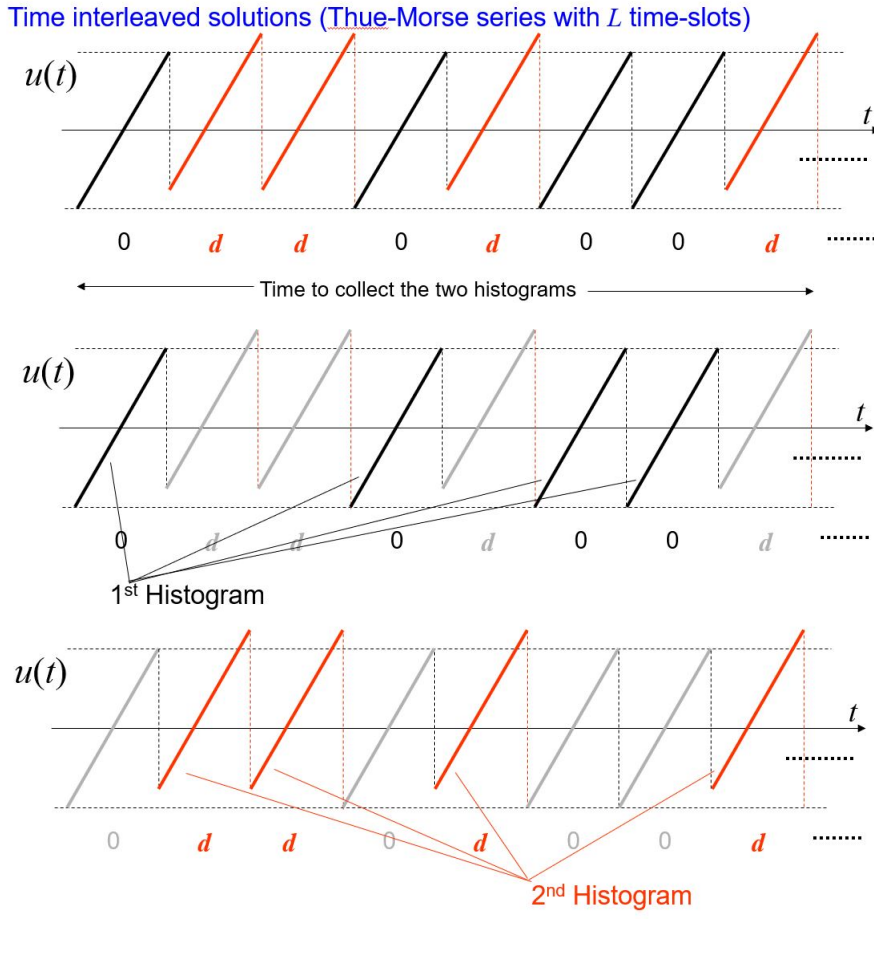 Time interleaved solutions (Thue-Morse series with L time-slots)
u(t)
t
..........
0 d d 0 d 0 0 d .......
Time to collect the two histograms
u(t)
t
..........
0 d d 0 d 0 0 d .......
1st Histogram
u(t)
t
..........
0 d d 0 d 0 0 d .......
2nd Histogram